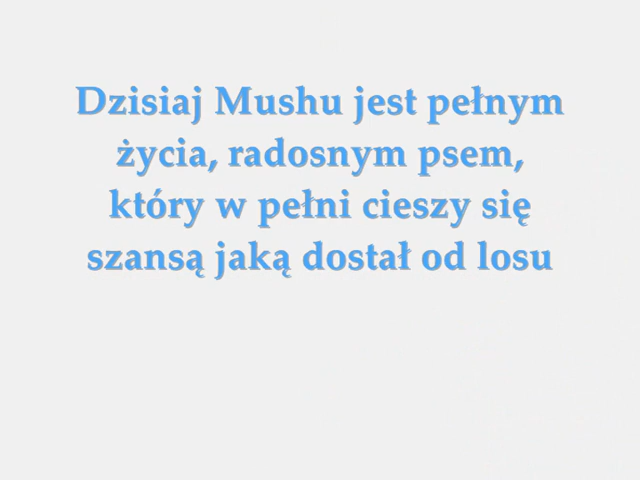 Dzisiaj Mushu jest pełnym
życia, radosnym psem,
który w pełni cieszy się
szansą jaką dostał od losu